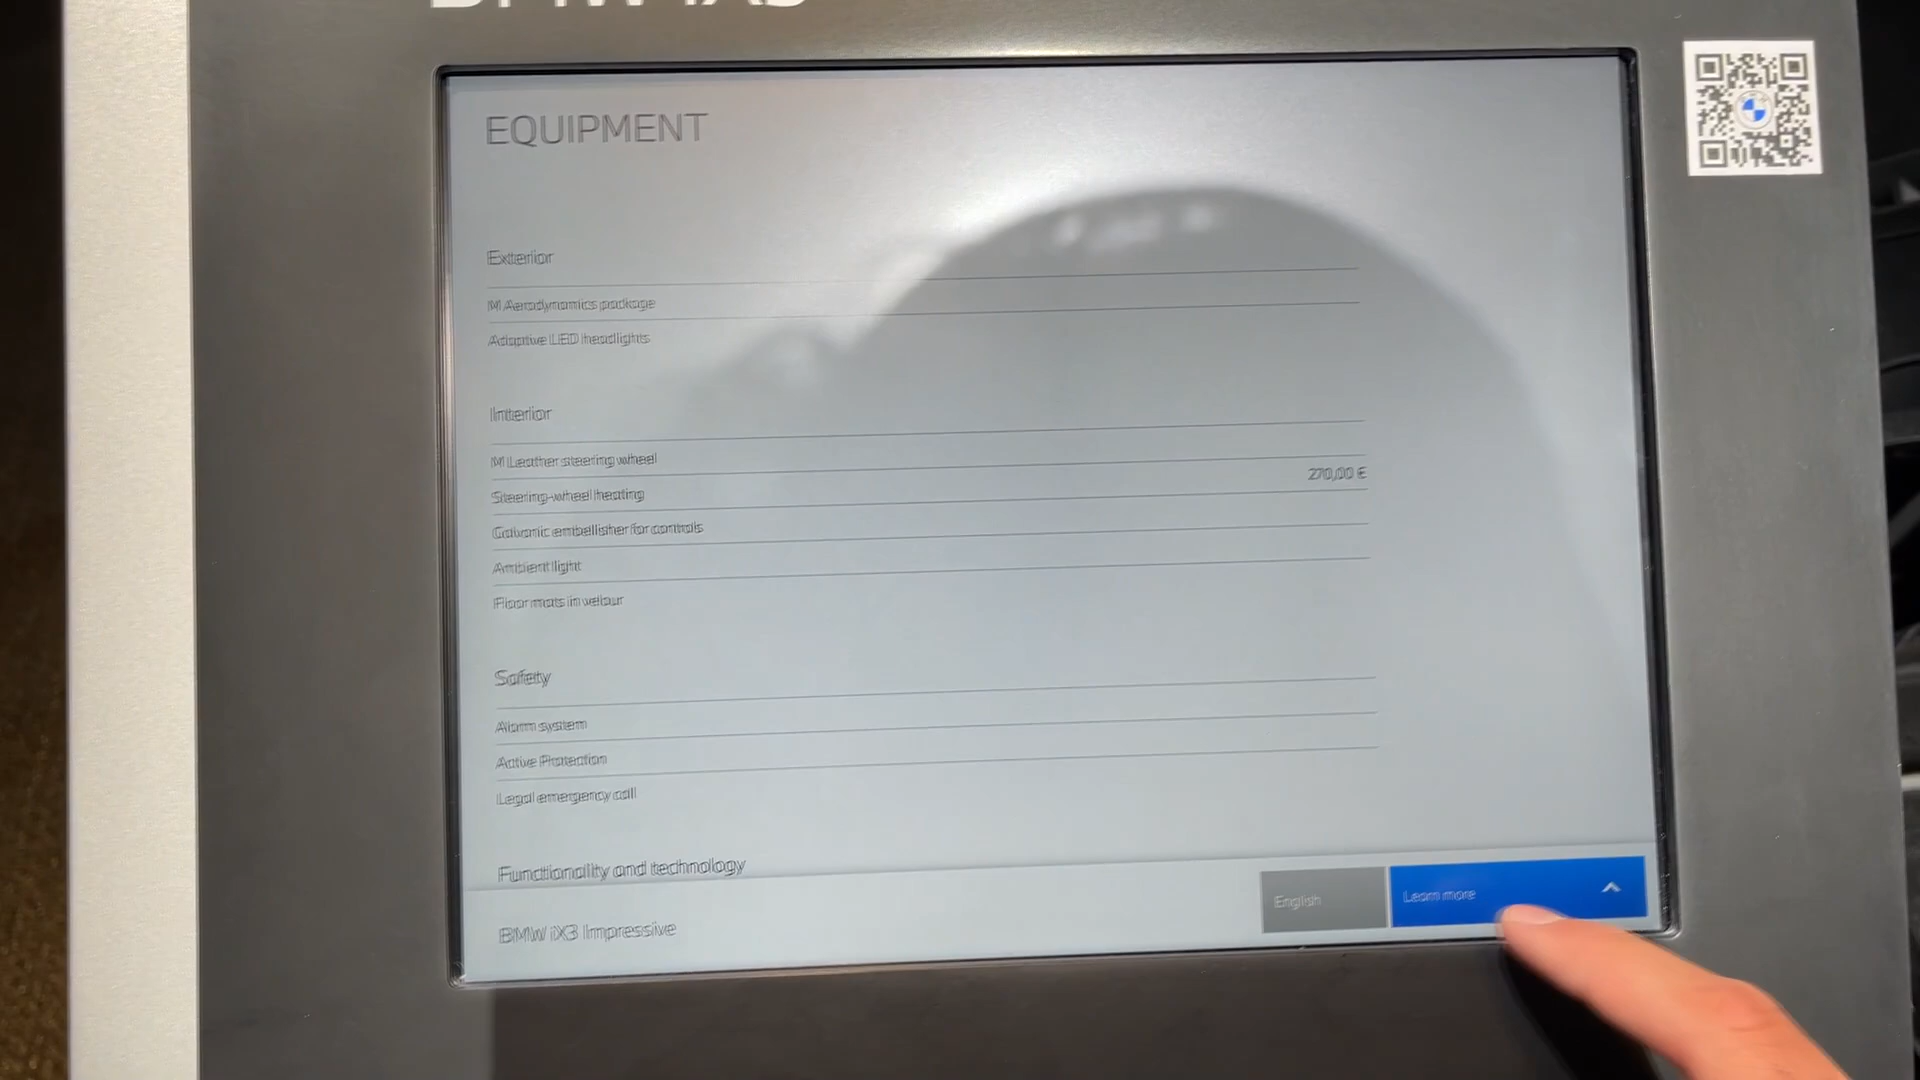 BMW iX3
EQUIPMENT
Exterior
M Aerodynamics package
Adaptive LED headlights
Interior
M Leather steering wheel
Steering-wheel heating 270,00 €
Galvanic embellisher for controls
Ambient light
Floor mats in velour
Safety
Alarm system
Active Protection
Legal emergency call
Functionality and technology
BMW iX3 Impressive
English
Learn more